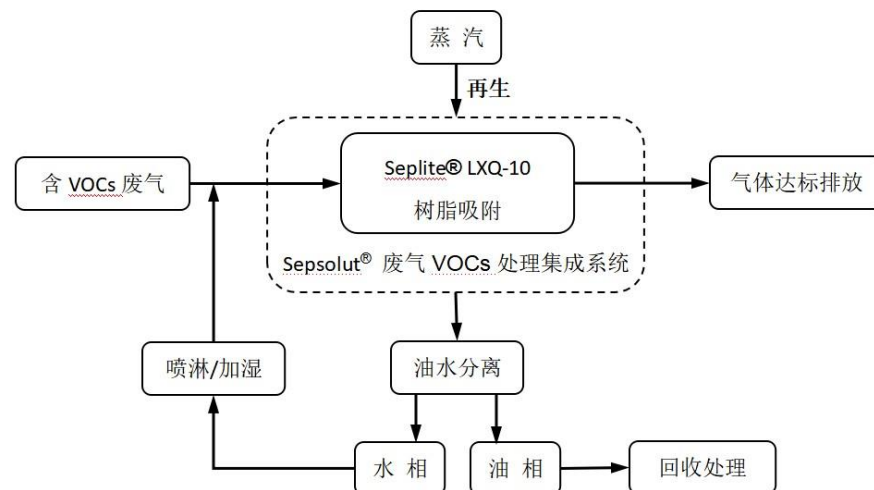 蒸 汽
再生
Seplite® LXQ-10
树脂吸附
含 VOCs 废气
气体达标排放
Sepsolut® 废气 VOCs 处理集成系统
喷淋/加湿
油水分离
水 相
油 相
回收处理